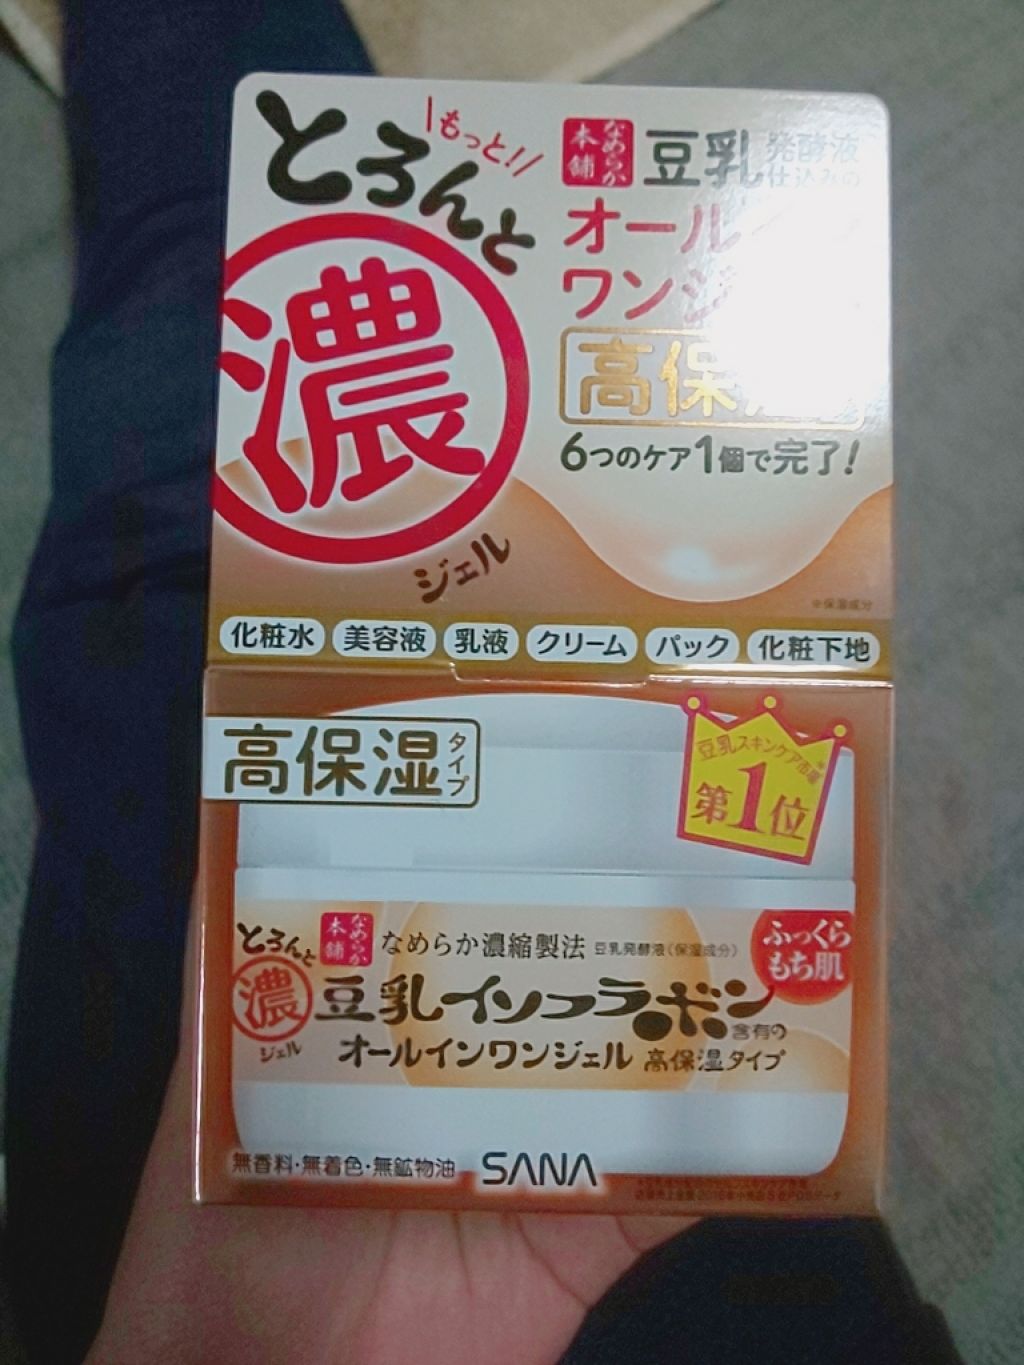 もっと!
とろんと
濃
ジェル
なめらか本舗
豆乳発酵液
仕込みの
オール
ワンジ
高保
6つのケア1個で完了!
※保湿成分
化粧水 美容液 乳液 クリーム パック 化粧下地
高保湿タイプ
豆乳スキンケア市場*
第1位
とろんと
濃
ジェル
なめらか本舗
なめらか濃縮製法 豆乳発酵液(保湿成分)
豆乳イソフラボン含有の
オールインワンジェル 高保湿タイプ
ふっくら
もち肌
無香料・無着色・無鉱物油
SANA